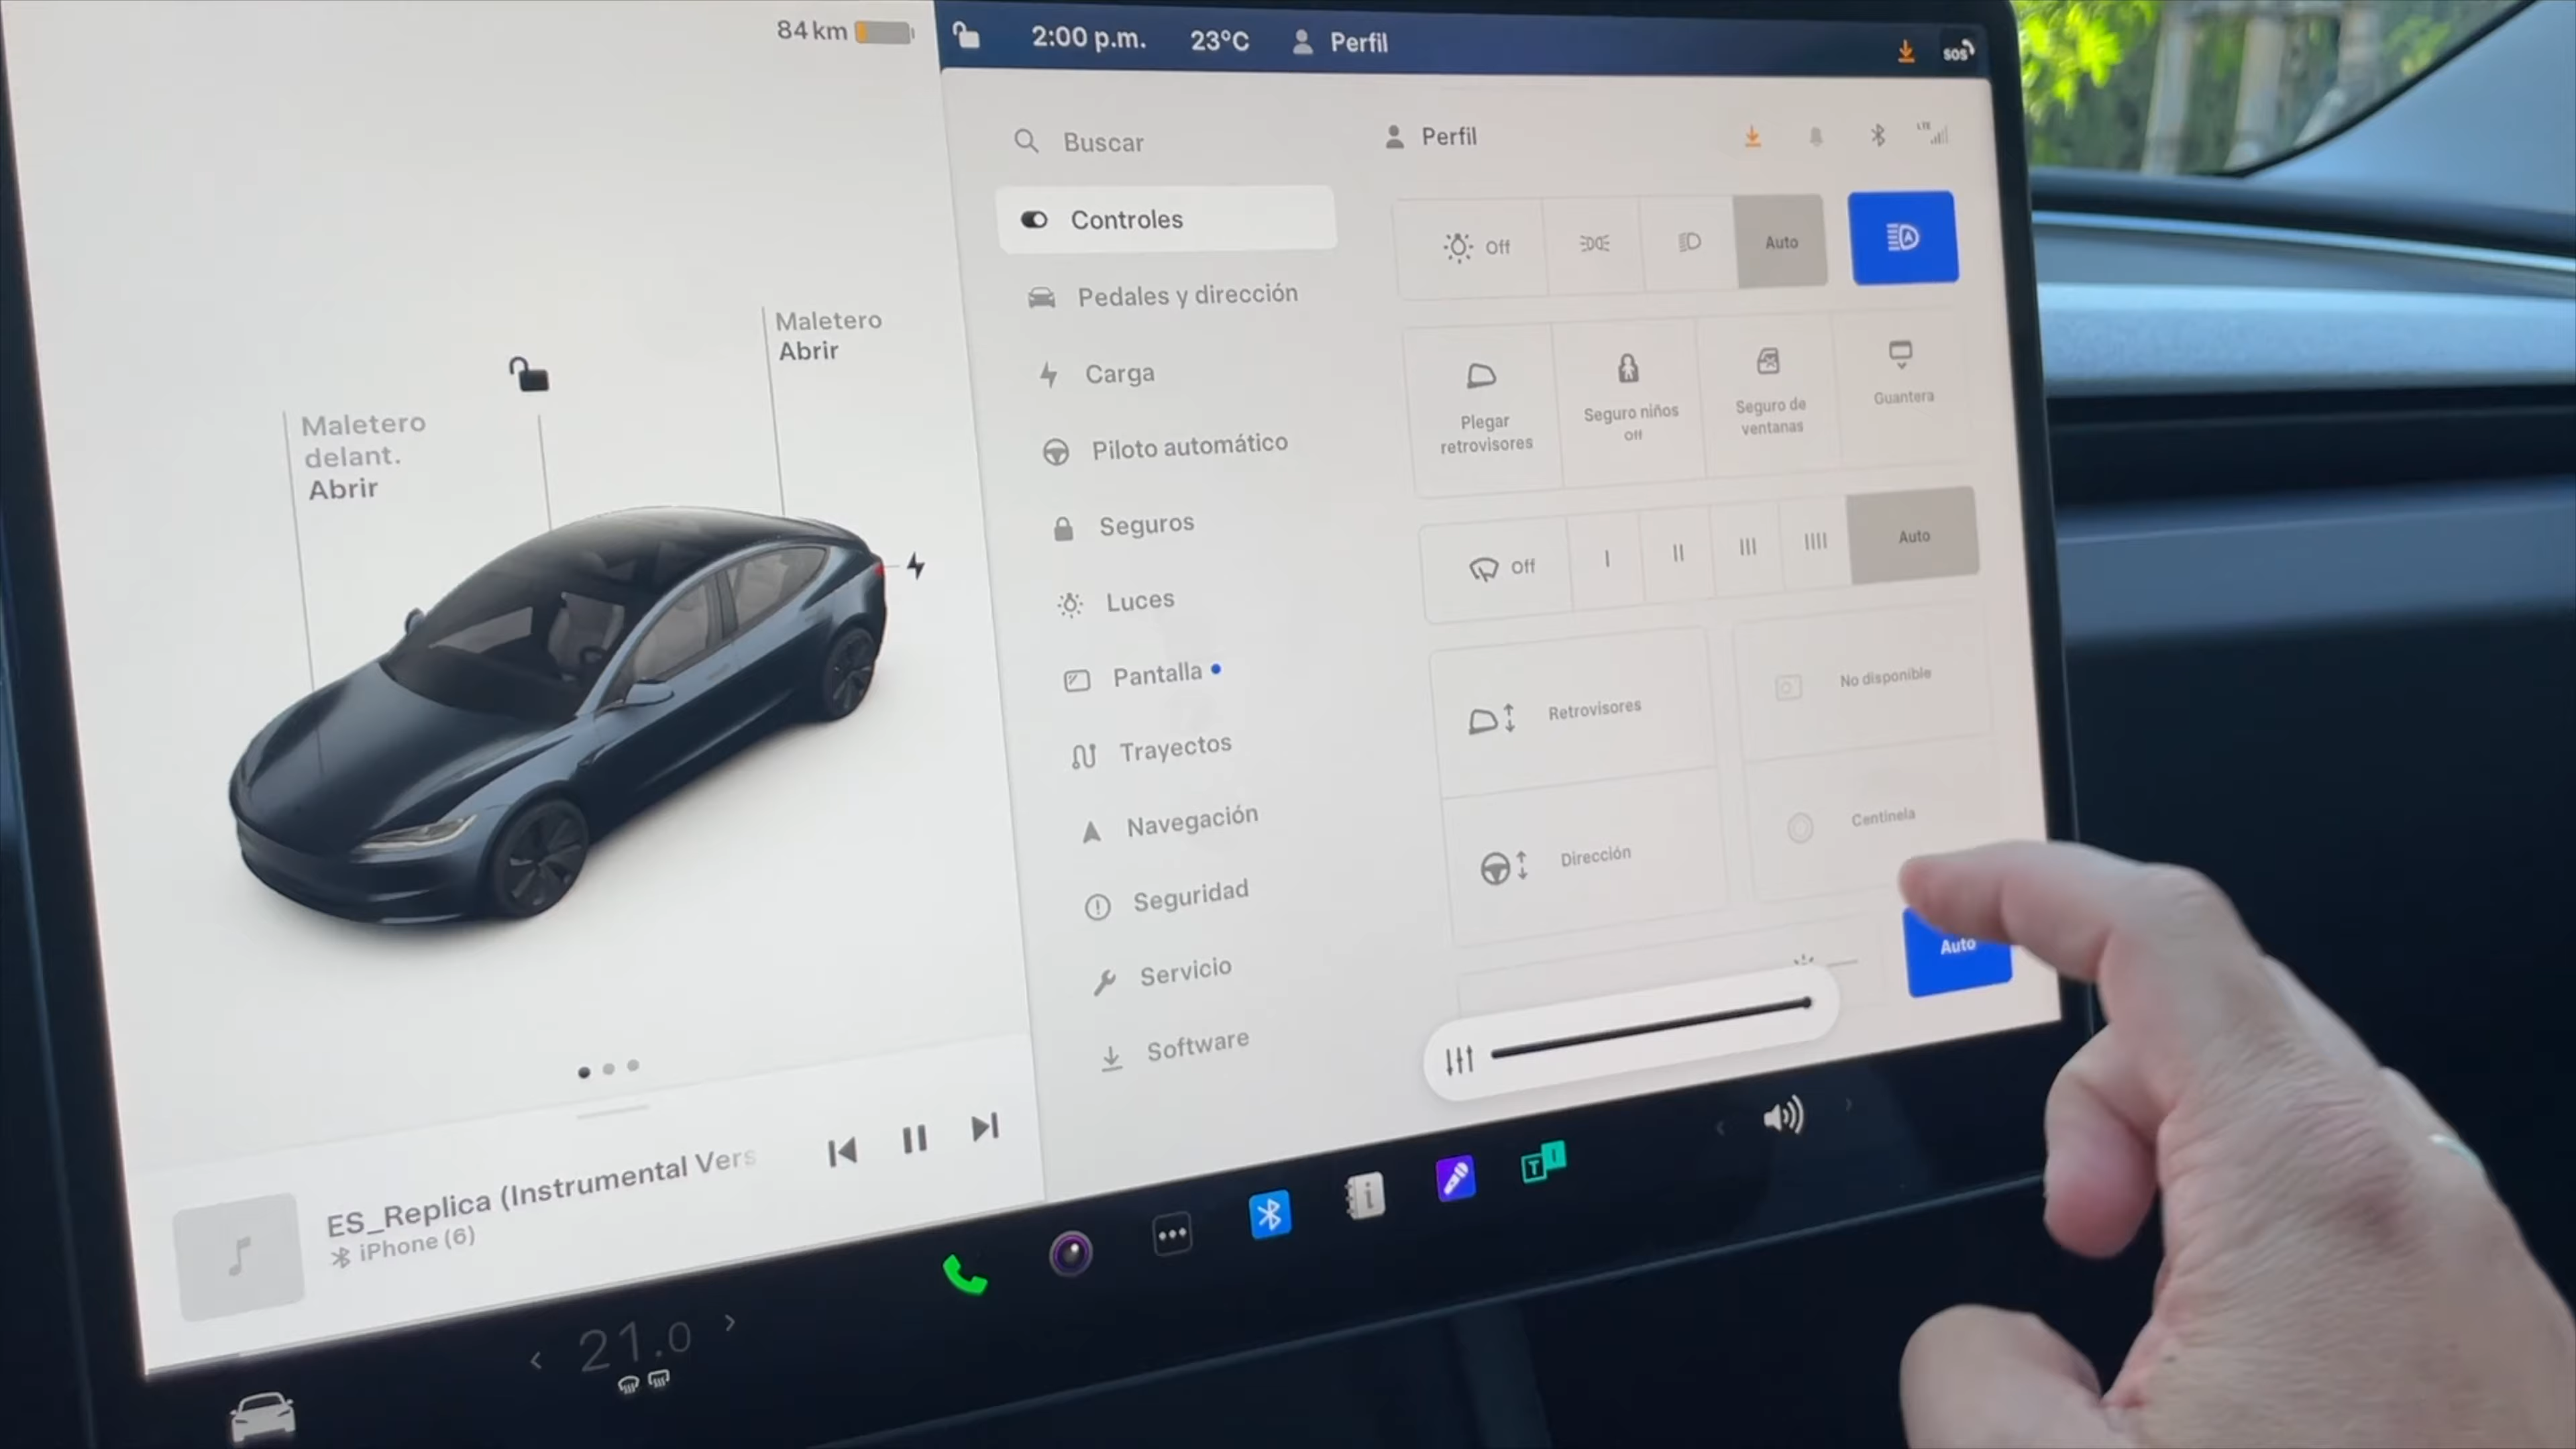 84 km
2:00 p.m.
23°C
Perfil
SOS
Buscar
Perfil
LTE
Controles
Pedales y dirección
Carga
Piloto automático
Seguros
Luces
Pantalla
Trayectos
Navegación
Seguridad
Servicio
Software
Off
Auto
A
Plegar
retrovisores
Seguro niños
Off
Seguro de
ventanas
Guantera
Off
I
II
III
IIII
Auto
Retrovisores
No disponible
Dirección
Centinela
Auto
Maletero
Abrir
Maletero
delant.
Abrir
ES_Replica (Instrumental Vers
iPhone (6)
21.0
i
T
I